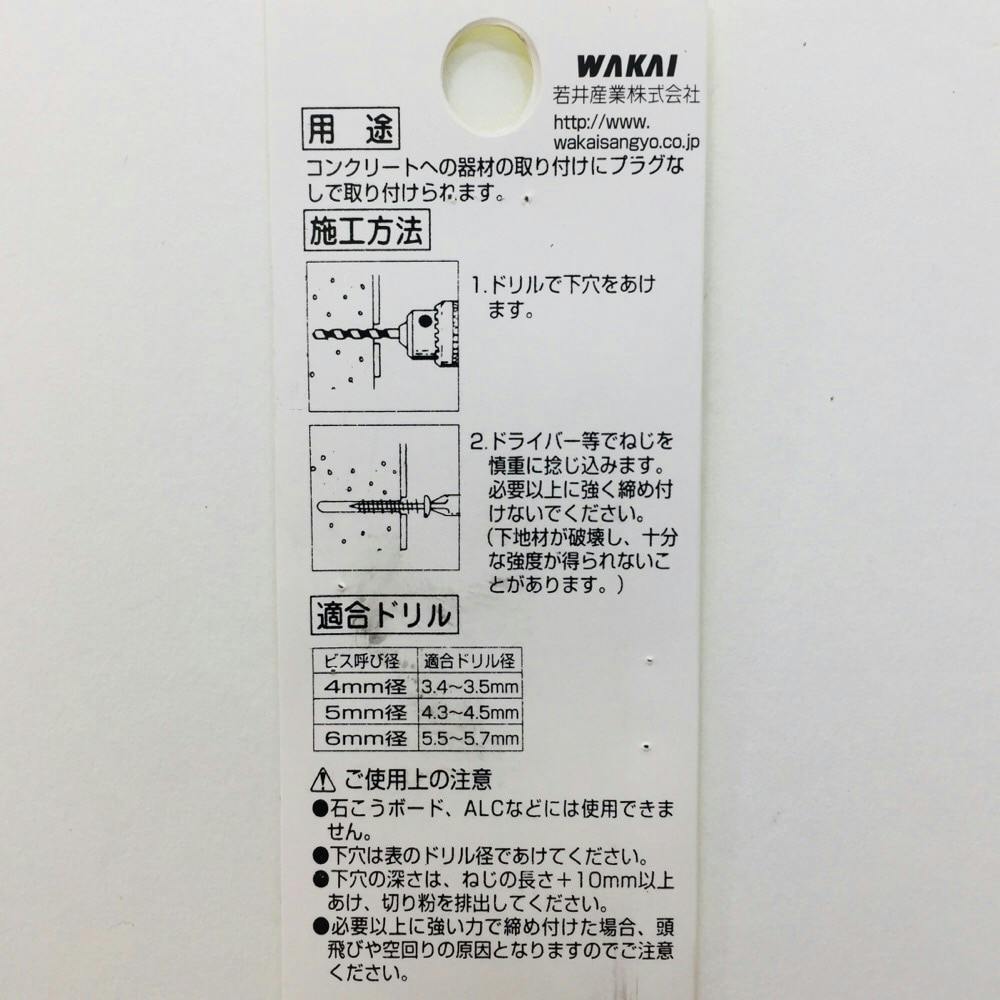 WAKAI
若井産業株式会社
http://www.
wakaisangyo.co.jp
用 途
コンクリートへの器材の取り付けにプラグな
しで取り付けられます。
施工方法
1.ドリルで下穴をあけ
ます。
2.ドライバー等でねじを
慎重に捻じ込みます。
必要以上に強く締め付
けないでください。
(下地材が破壊し、十分
な強度が得られないこ
とがあります。)
適合ドリル
ビス呼び径 適合ドリル径
4mm径 3.4〜3.5mm
5mm径 4.3〜4.5mm
6mm径 5.5〜5.7mm
⚠ ご使用上の注意
●石こうボード、ALCなどには使用できま
せん。
●下穴は表のドリル径であけてください。
●下穴の深さは、ねじの長さ+10mm以上
あけ、切り粉を排出してください。
●必要以上に強い力で締め付けた場合、頭
飛びや空回りの原因となりますのでご注意
ください。